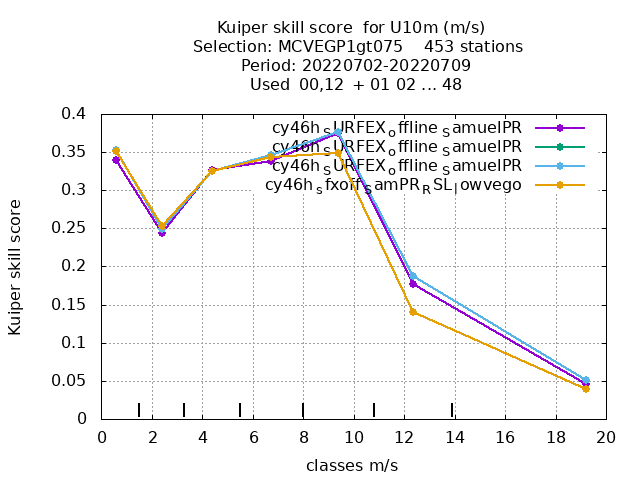 Kuiper skill score  for U10m (m/s)
Selection: MCVEGP1gt075    453 stations
Period: 20220702-20220709
Used  00,12  + 01 02 ... 48
0.4
cy46h_SURFEX_offline_SamuelPR
cy46h_SURFEX_offline_SamuelPR
0.35
cy46h_SURFEX_offline_SamuelPR
cy46h_sfxoff_SamPR_RSL_lowvego
0.3
0.25
0.2
0.15
0.1
0.05
0
Kuiper skill score
0 2 4 6 8 10 12 14 16 18 20
classes m/s